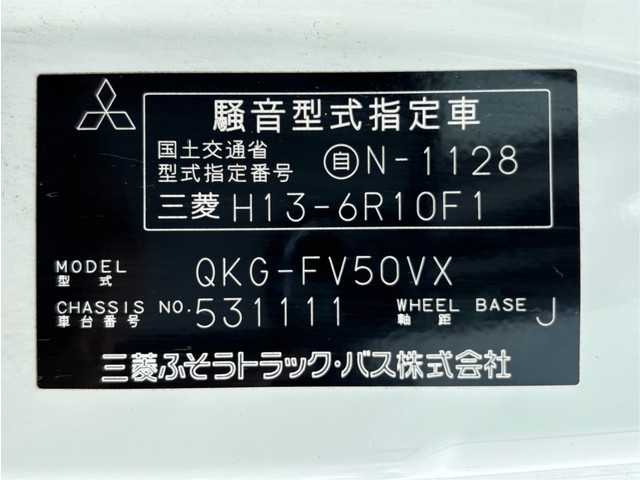 騒音型式指定車
国土交通省
型式指定番号
自 N-1128
三菱 H13-6R10F1
MODEL QKG-FV50VX
型式
CHASSIS NO. 531111 WHEEL BASE J
車台番号 軸距
三菱ふそうトラック・バス株式会社